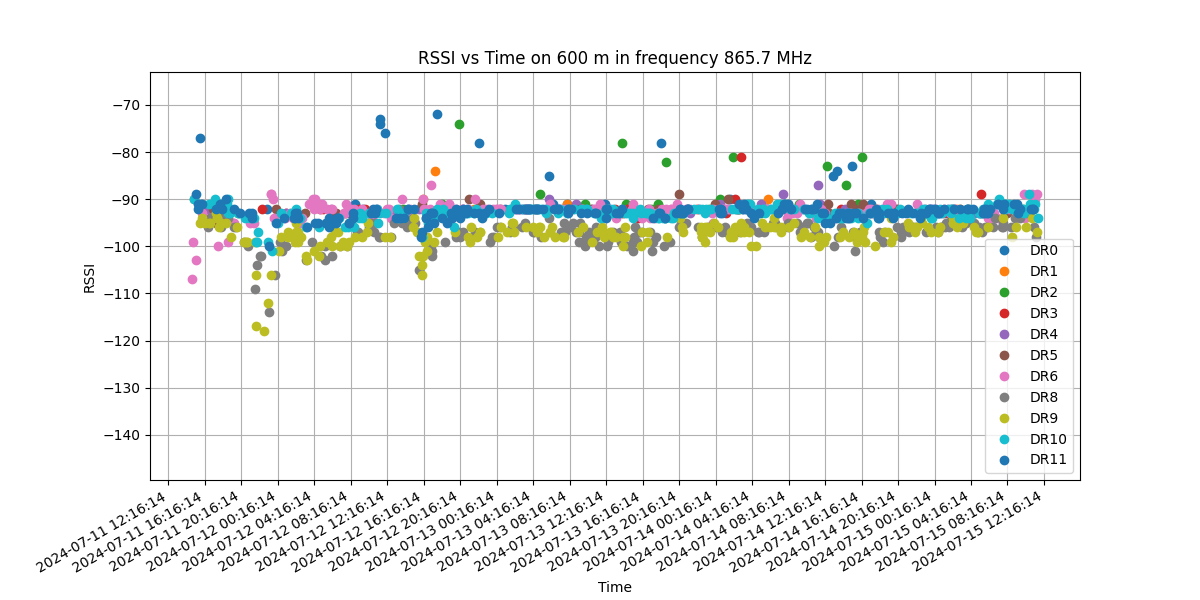 RSSI vs Time on 600 m in frequency 865.7 MHz
RSSI
−70
−80
−90
−100
−110
−120
−130
−140
DR0
DR1
DR2
DR3
DR4
DR5
DR6
DR8
DR9
DR10
DR11
2024-07-11 12:16:14
2024-07-11 16:16:14
2024-07-11 20:16:14
2024-07-12 00:16:14
2024-07-12 04:16:14
2024-07-12 08:16:14
2024-07-12 12:16:14
2024-07-12 16:16:14
2024-07-12 20:16:14
2024-07-13 00:16:14
2024-07-13 04:16:14
2024-07-13 08:16:14
2024-07-13 12:16:14
2024-07-13 16:16:14
2024-07-13 20:16:14
2024-07-14 00:16:14
2024-07-14 04:16:14
2024-07-14 08:16:14
2024-07-14 12:16:14
2024-07-14 16:16:14
2024-07-14 20:16:14
2024-07-15 00:16:14
2024-07-15 04:16:14
2024-07-15 08:16:14
2024-07-15 12:16:14
Time